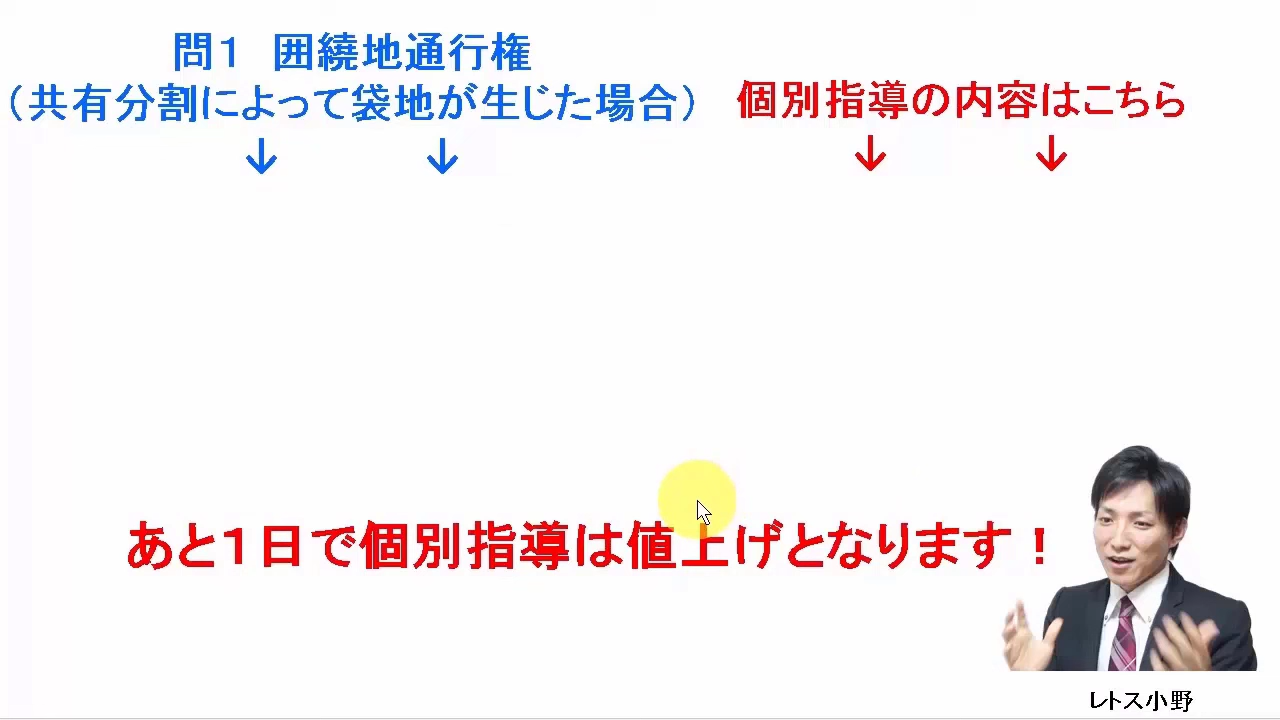 問１　囲繞地通行権
（共有分割によって袋地が生じた場合）
↓　↓
個別指導の内容はこちら
↓　↓
あと１日で個別指導は値上げとなります！
レトス小野